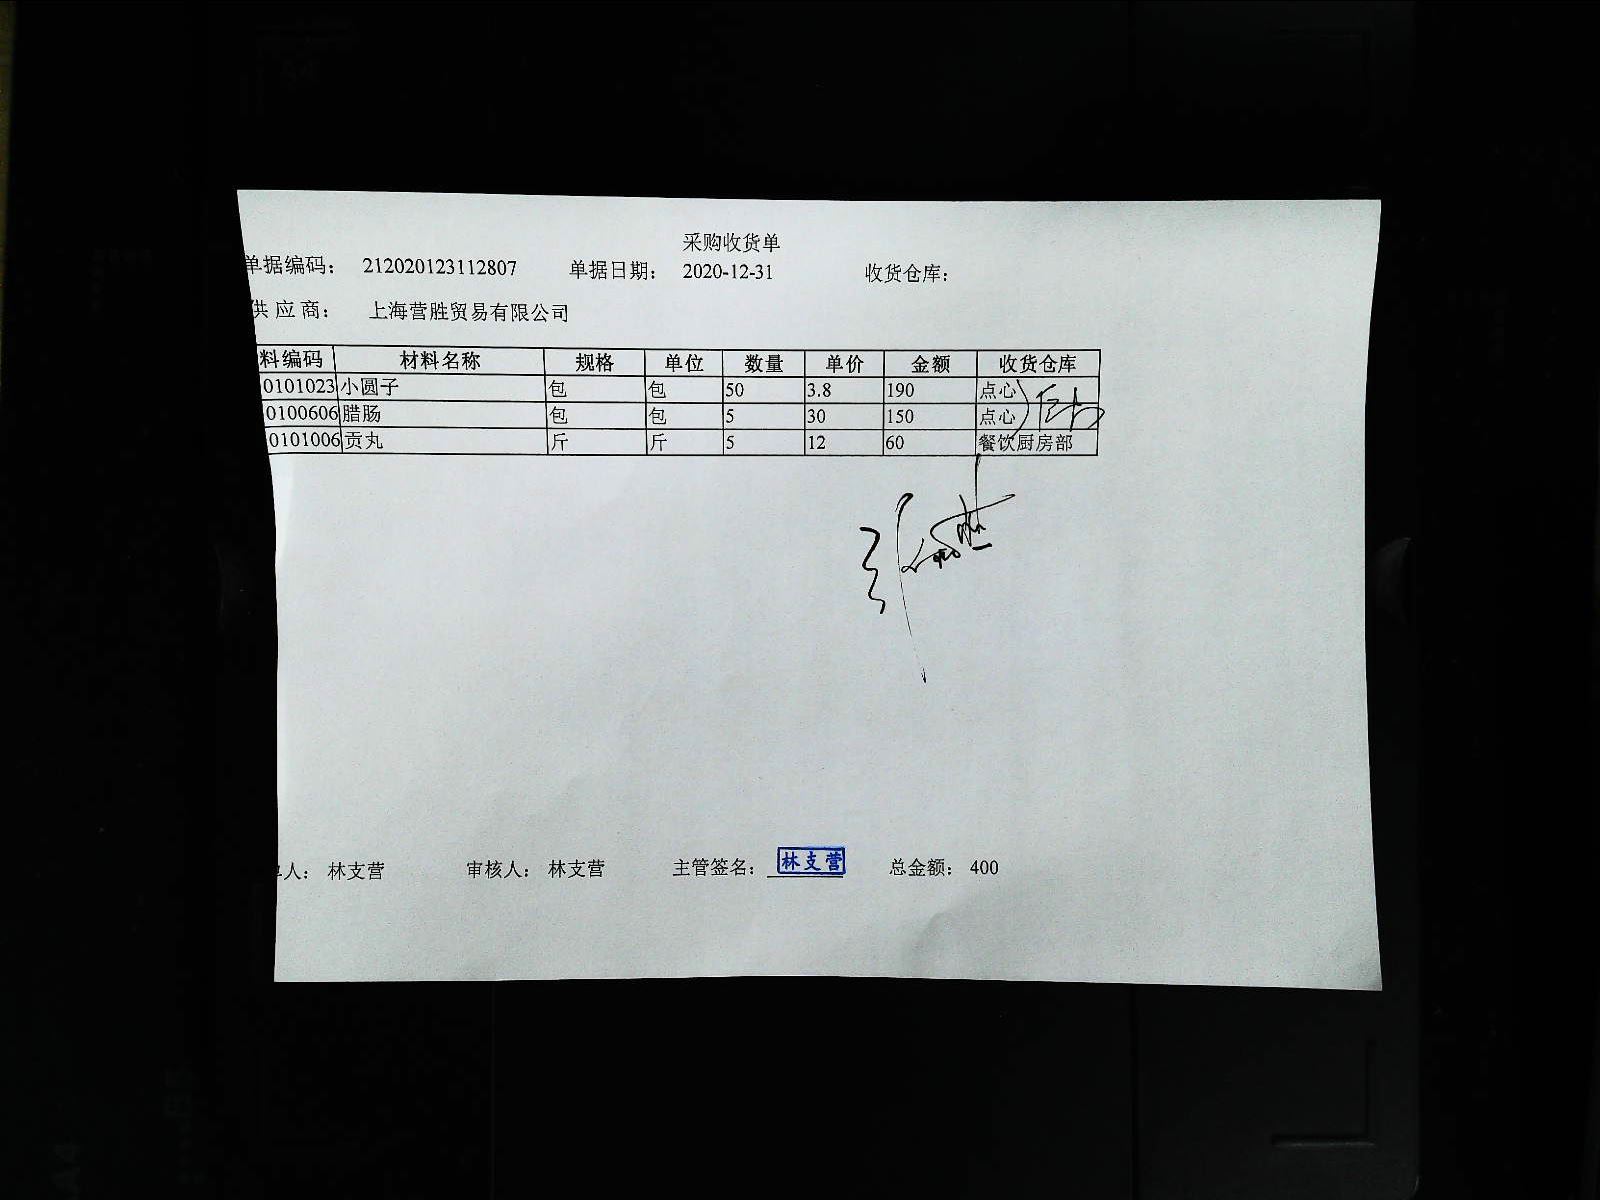 采购收货单
单据编码： 212020123112807 单据日期： 2020-12-31 收货仓库：
供应商： 上海营胜贸易有限公司
料编码 材料名称 规格 单位 数量 单价 金额 收货仓库
0101023 小圆子 包 包 50 3.8 190 点心
0100606 腊肠 包 包 5 30 150 点心
0101006 贡丸 斤 斤 5 12 60 餐饮厨房部
单人： 林支营 审核人： 林支营 主管签名： 林支营 总金额： 400